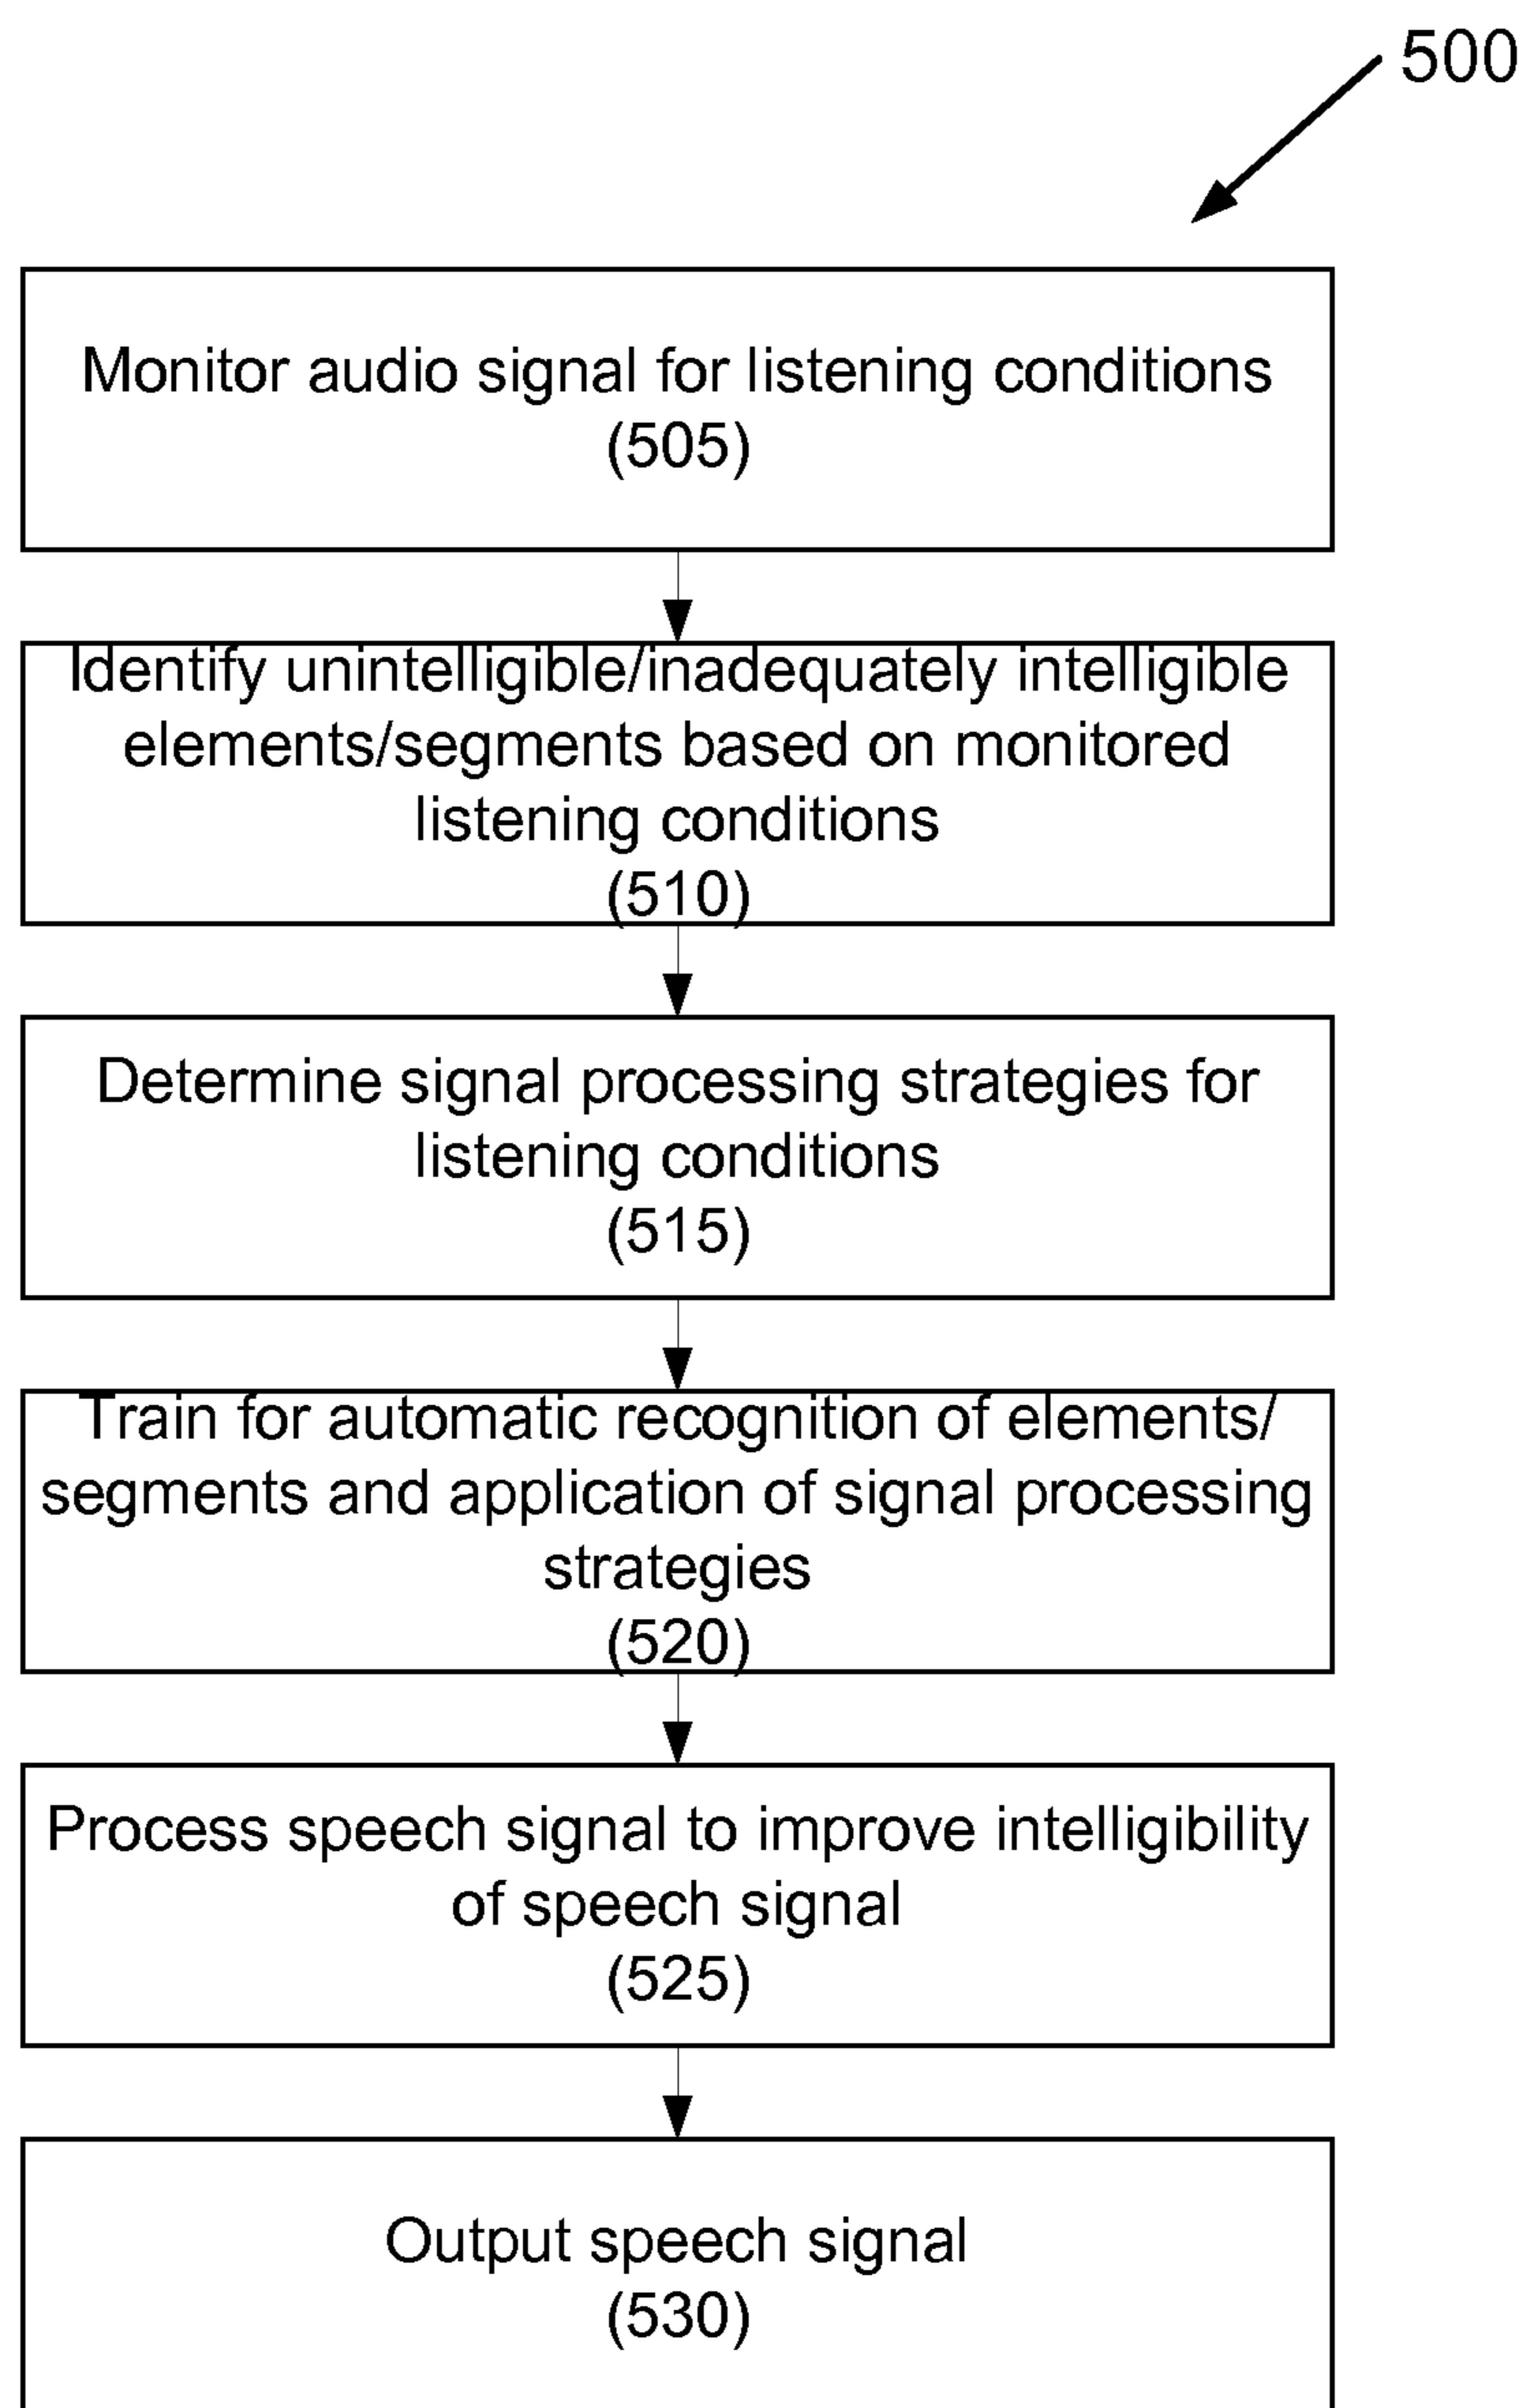 500
Monitor audio signal for listening conditions
(505)
Identify unintelligible/inadequately intelligible
elements/segments based on monitored
listening conditions
(510)
Determine signal processing strategies for
listening conditions
(515)
Train for automatic recognition of elements/
segments and application of signal processing
strategies
(520)
Process speech signal to improve intelligibility
of speech signal
(525)
Output speech signal
(530)